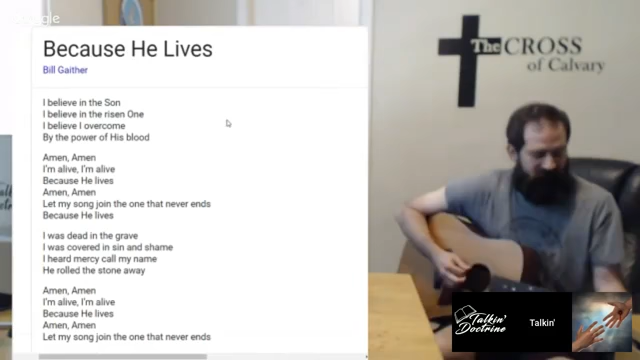 Because He Lives
Bill Gaither
I believe in the Son
I believe in the risen One
I believe I overcome
By the power of His blood
Amen, Amen
I'm alive, I'm alive
Because He lives
Amen, Amen
Let my song join the one that never ends
Because He lives
I was dead in the grave
I was covered in sin and shame
I heard mercy call my name
He rolled the stone away
Amen, Amen
I'm alive, I'm alive
Because He lives
Amen, Amen
Let my song join the one that never ends
The CROSS
of Calvary
Talkin'
Doctrine
Talkin'